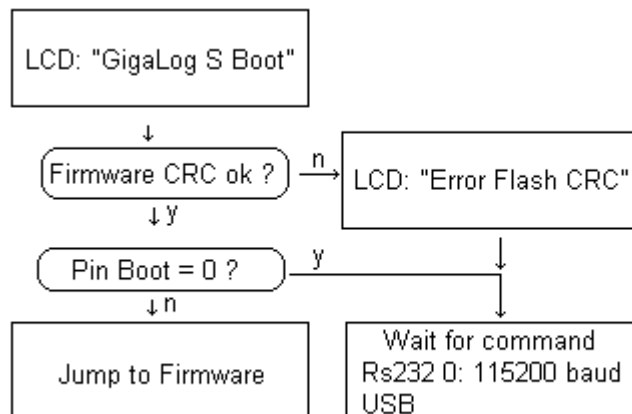 LCD: "GigaLog S Boot"
Firmware CRC ok ?
n
LCD: "Error Flash CRC"
y
Pin Boot = 0 ?
y
n
Jump to Firmware
Wait for command
Rs232 0: 115200 baud
USB